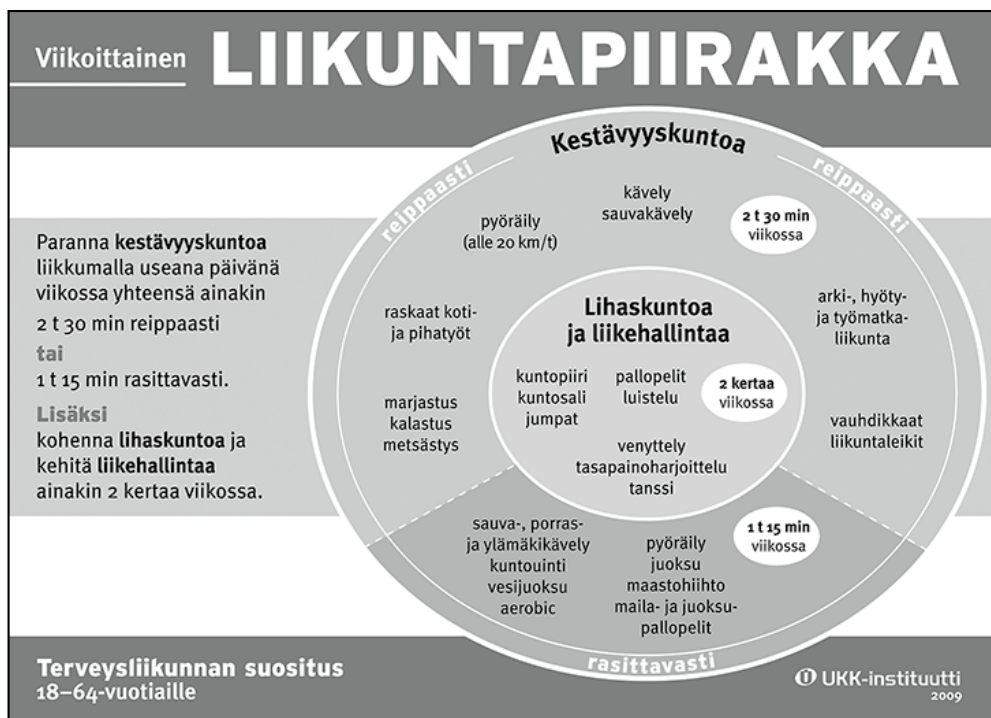 Viikoittainen LIIKUNTAPIIRAKKA
Paranna kestävyyskuntoa
liikkumalla useana päivänä
viikossa yhteensä ainakin
2 t 30 min reippaasti
tai
1 t 15 min rasittavasti.
Lisäksi
kohenna lihaskuntoa ja
kehitä liikehallintaa
ainakin 2 kertaa viikossa.
Kestävyyskuntoa
reippaasti
reippaasti
kävely
sauvakävely
2 t 30 min
viikossa
pyöräily
(alle 20 km/t)
raskaat koti-
ja pihatyöt
marjastus
kalastus
metsästys
arki-, hyöty-
ja työmatka-
liikunta
vauhdikkaat
liikuntaleikit
Lihaskuntoa
ja liikehallintaa
kuntopiiri
kuntosali
jumpat
pallopelit
luistelu
2 kertaa
viikossa
venyttely
tasapainoharjoittelu
tanssi
sauva-, porras-
ja ylämäkikävely
kuntouinti
vesijuoksu
aerobic
pyöräily
juoksu
maastohiihto
maila- ja juoksu-
pallopelit
1 t 15 min
viikossa
rasittavasti
Terveysliikunnan suositus
18–64-vuotiaille
UKK-instituutti
2009